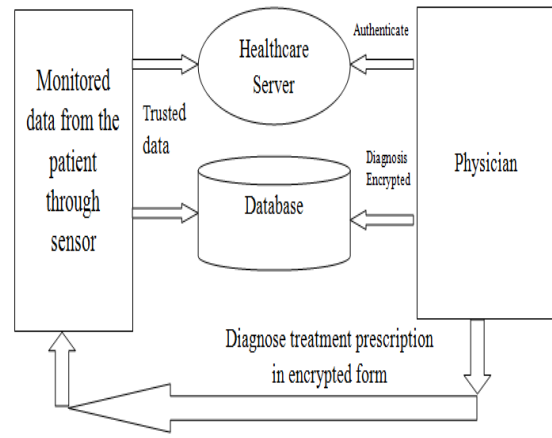 Monitored
data from the
patient
through
sensor
Trusted
data
Healthcare
Server
Database
Authenticate
Diagnosis
Encrypted
Physician
Diagnose treatment prescription
in encrypted form